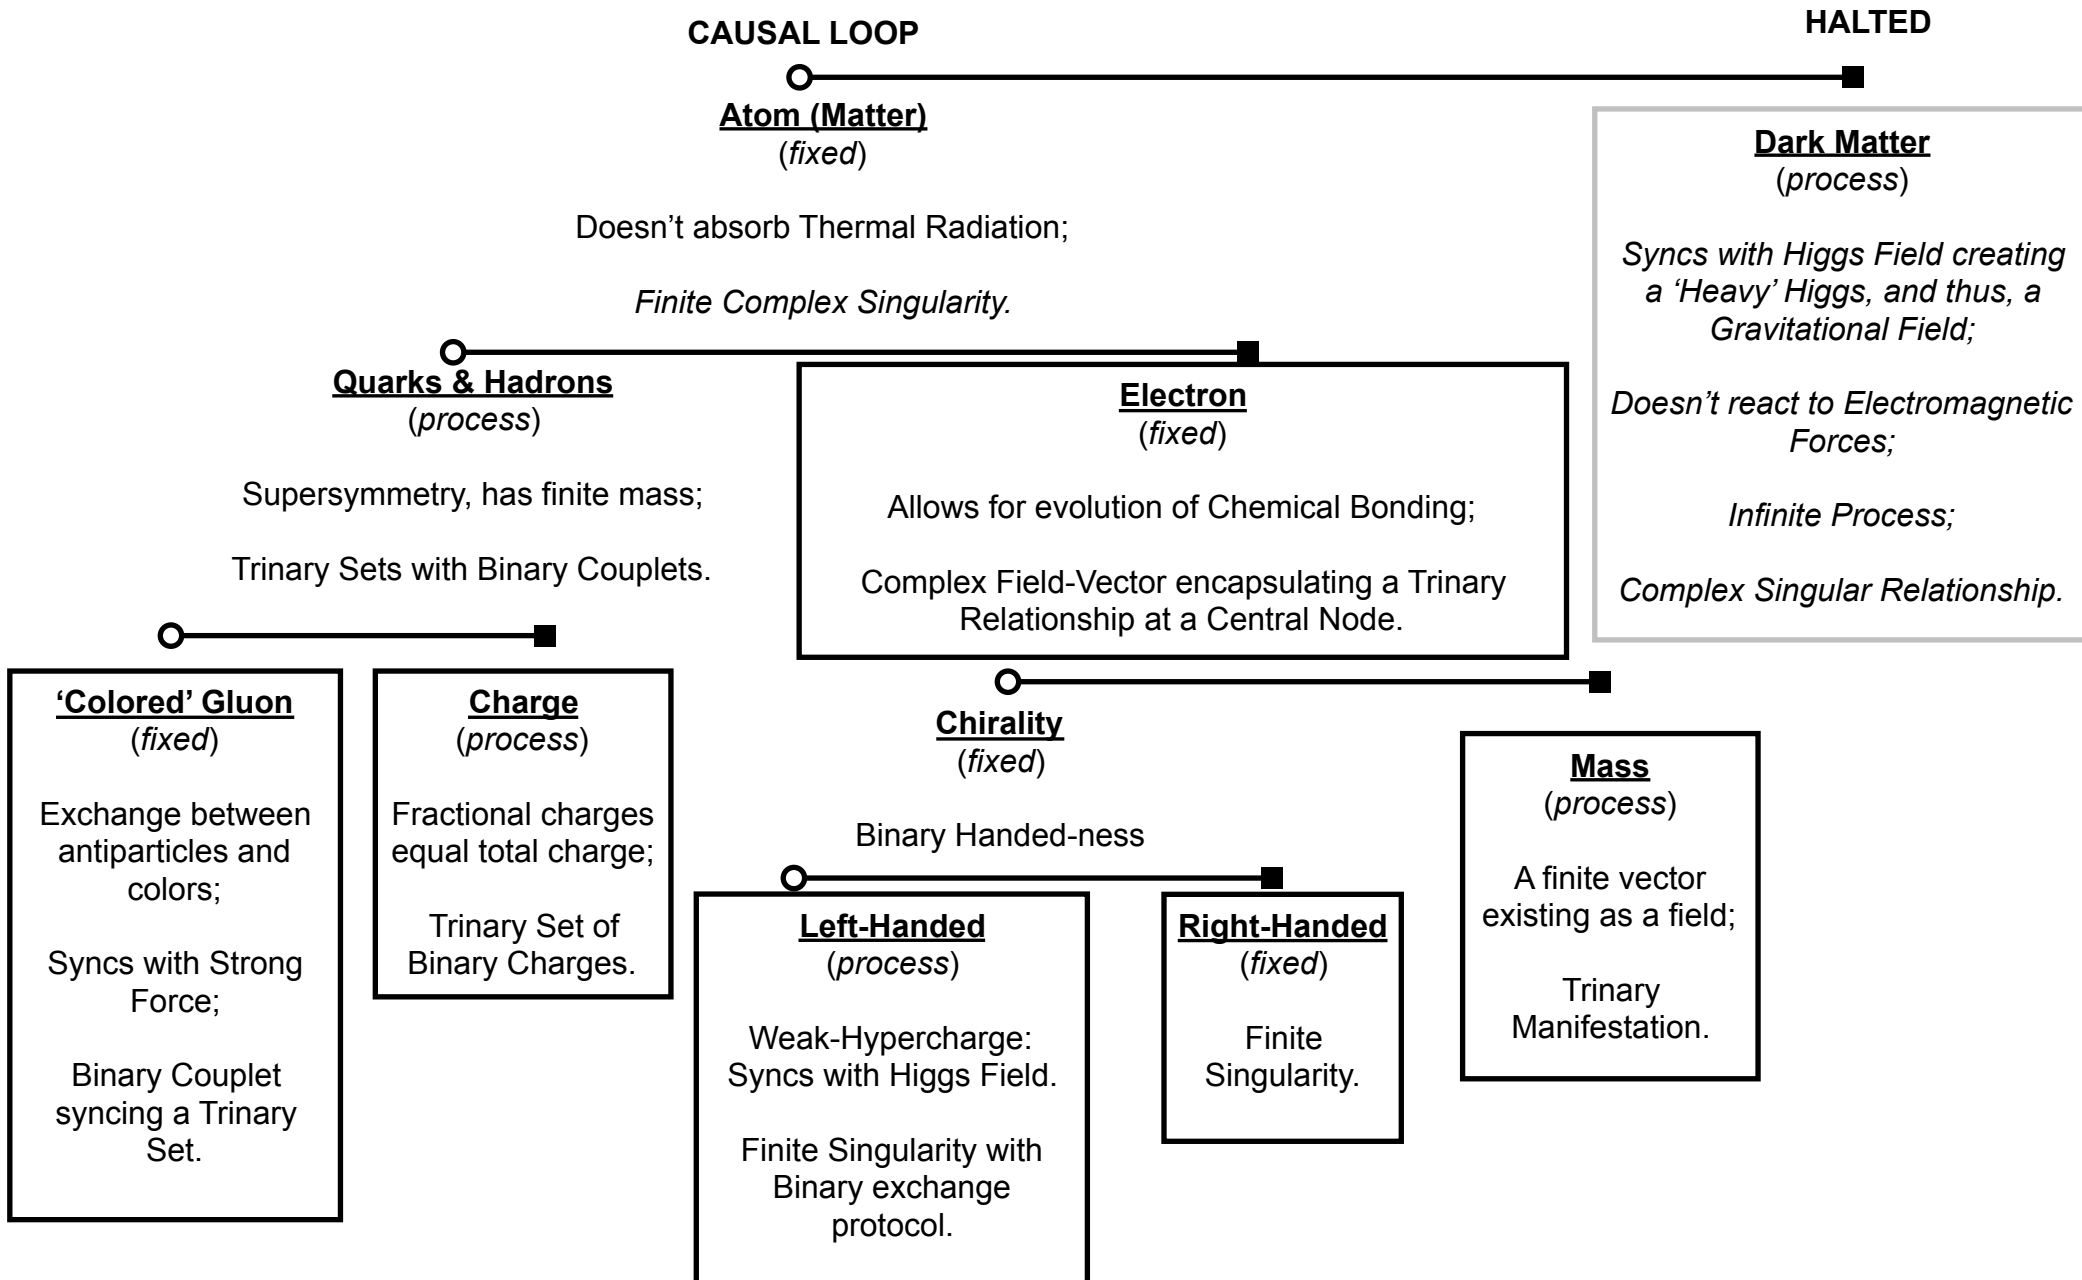 CAUSAL LOOP
HALTED
Atom (Matter)
(fixed)
Doesn’t absorb Thermal Radiation;
Finite Complex Singularity.
Dark Matter
(process)
Syncs with Higgs Field creating
a ‘Heavy’ Higgs, and thus, a
Gravitational Field;
Doesn’t react to Electromagnetic
Forces;
Infinite Process;
Complex Singular Relationship.
Quarks & Hadrons
(process)
Supersymmetry, has finite mass;
Trinary Sets with Binary Couplets.
Electron
(fixed)
Allows for evolution of Chemical Bonding;
Complex Field-Vector encapsulating a Trinary
Relationship at a Central Node.
‘Colored’ Gluon
(fixed)
Exchange between
antiparticles and
colors;
Syncs with Strong
Force;
Binary Couplet
syncing a Trinary
Set.
Charge
(process)
Fractional charges
equal total charge;
Trinary Set of
Binary Charges.
Chirality
(fixed)
Binary Handed-ness
Mass
(process)
A finite vector
existing as a field;
Trinary
Manifestation.
Left-Handed
(process)
Weak-Hypercharge:
Syncs with Higgs Field.
Finite Singularity with
Binary exchange
protocol.
Right-Handed
(fixed)
Finite
Singularity.